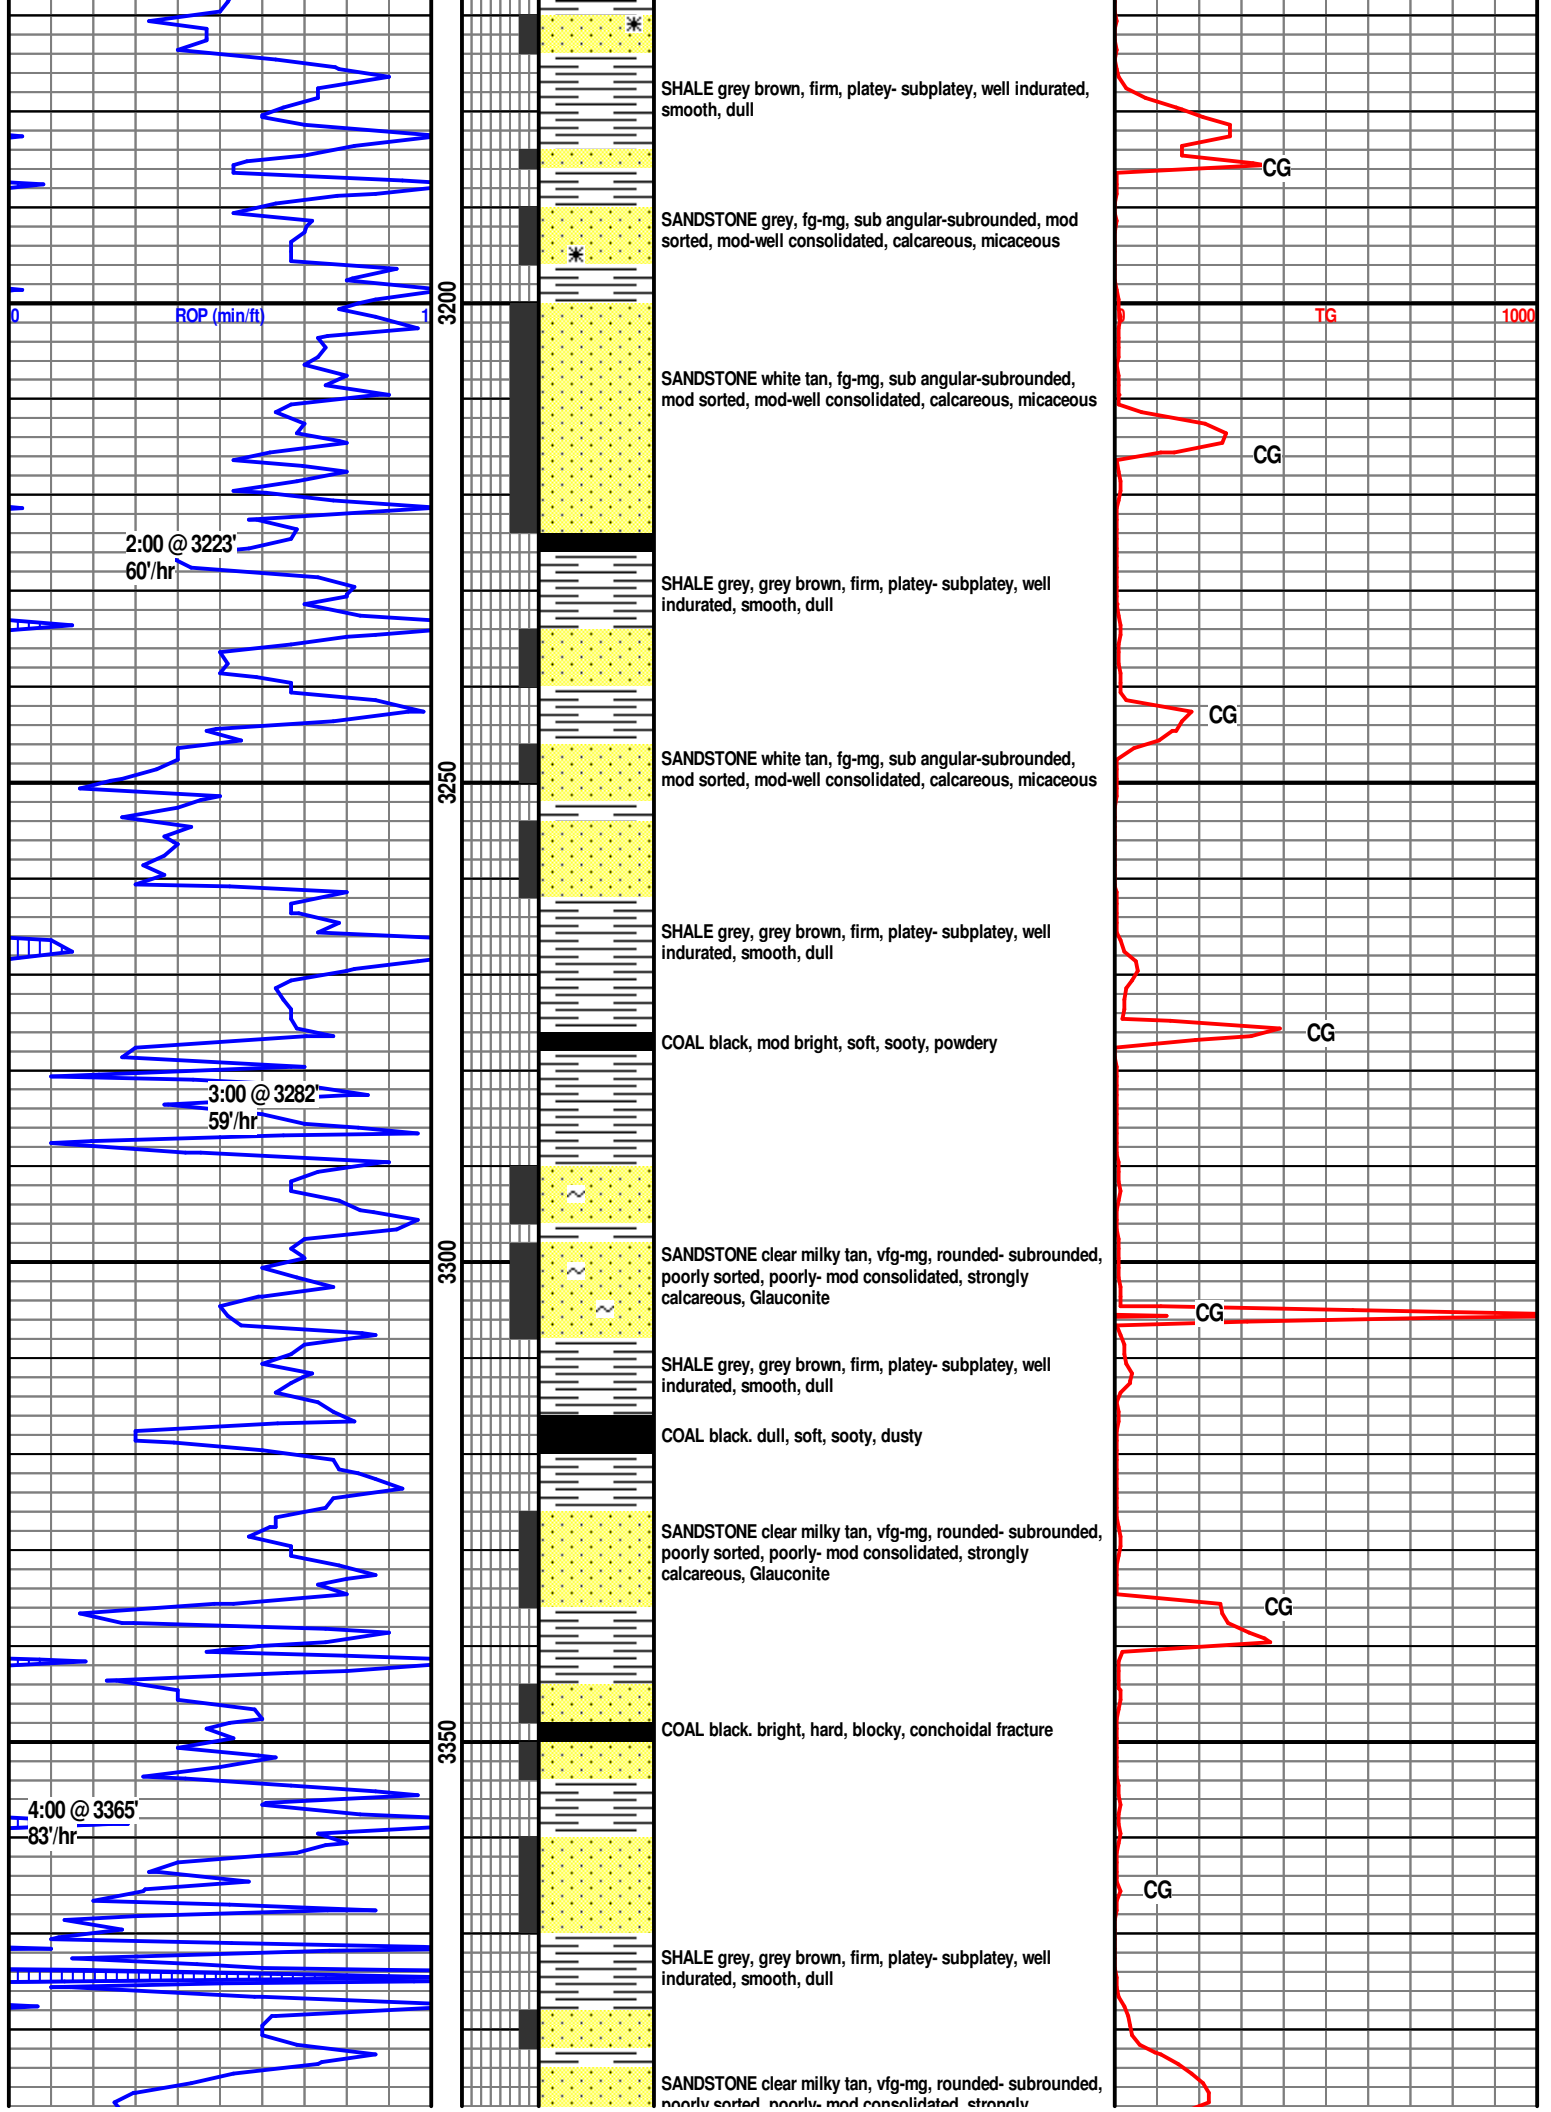 SHALE grey brown, firm, platey- subplatey, well indurated,
smooth, dull
CG
SANDSTONE grey, fg-mg, sub angular-subrounded, mod
sorted, mod-well consolidated, calcareous, micaceous
0 ROP (min/ft) 1
3200
0 TG 1000
SANDSTONE white tan, fg-mg, sub angular-subrounded,
mod sorted, mod-well consolidated, calcareous, micaceous
CG
2:00 @ 3223'
60'/hr
SHALE grey, grey brown, firm, platey- subplatey, well
indurated, smooth, dull
CG
SANDSTONE white tan, fg-mg, sub angular-subrounded,
mod sorted, mod-well consolidated, calcareous, micaceous
3250
SHALE grey, grey brown, firm, platey- subplatey, well
indurated, smooth, dull
CG
COAL black, mod bright, soft, sooty, powdery
3:00 @ 3282'
59'/hr
3300
SANDSTONE clear milky tan, vfg-mg, rounded- subrounded,
poorly sorted, poorly- mod consolidated, strongly
calcareous, Glauconite
CG
SHALE grey, grey brown, firm, platey- subplatey, well
indurated, smooth, dull
COAL black. dull, soft, sooty, dusty
SANDSTONE clear milky tan, vfg-mg, rounded- subrounded,
poorly sorted, poorly- mod consolidated, strongly
calcareous, Glauconite
CG
3350
COAL black. bright, hard, blocky, conchoidal fracture
4:00 @ 3365'
83'/hr
CG
SHALE grey, grey brown, firm, platey- subplatey, well
indurated, smooth, dull
SANDSTONE clear milky tan, vfg-mg, rounded- subrounded,
poorly sorted, poorly- mod consolidated, strongly